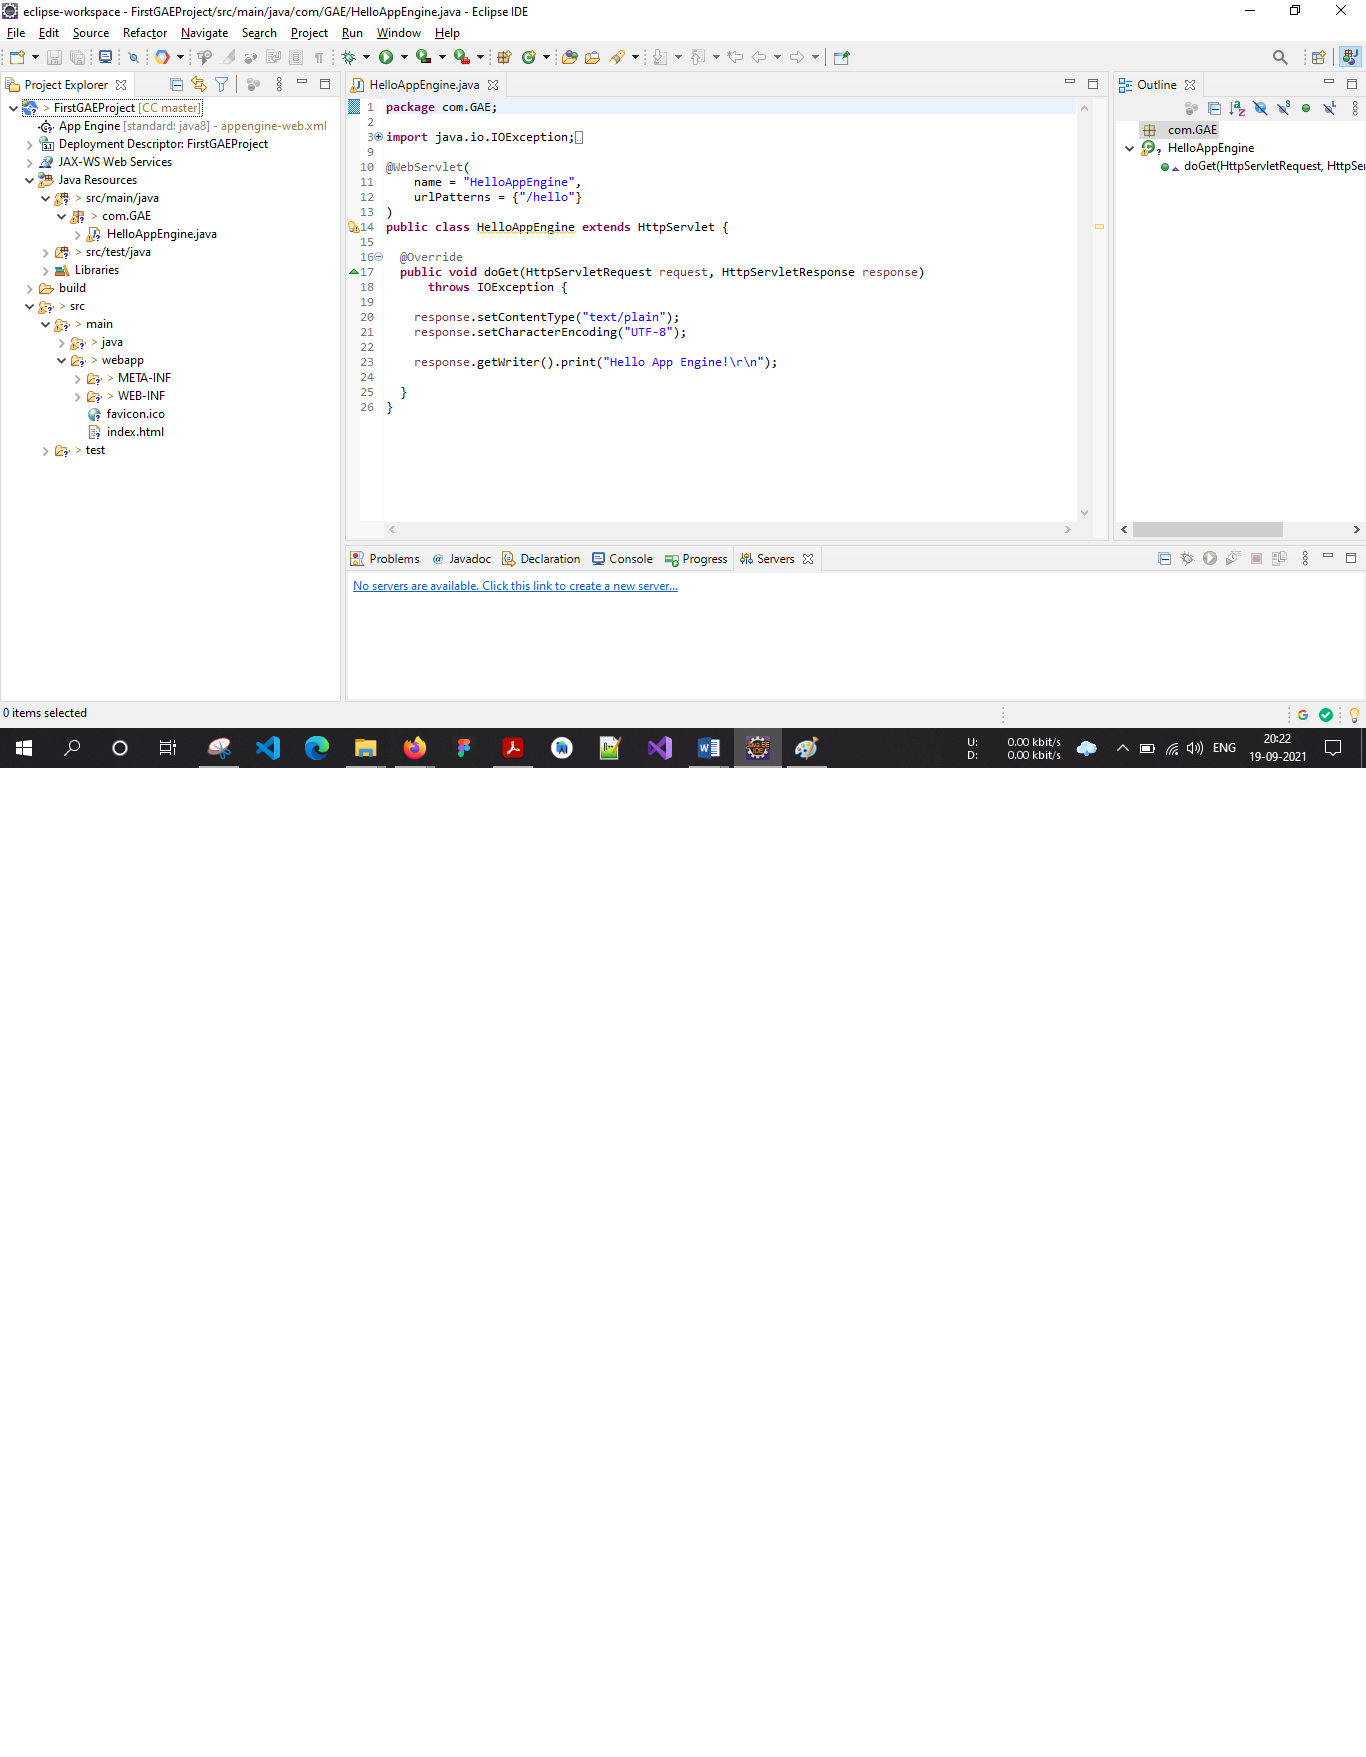 eclipse-workspace - FirstGAEProject/src/main/java/com/GAE/HelloAppEngine.java - Eclipse IDE
File Edit Source Refactor Navigate Search Project Run Window Help
Project Explorer
> FirstGAEProject [CC master]
App Engine [standard: java8] - appengine-web.xml
Deployment Descriptor: FirstGAEProject
JAX-WS Web Services
Java Resources
> src/main/java
> com.GAE
HelloAppEngine.java
> src/test/java
Libraries
build
> src
> main
> java
> webapp
> META-INF
> WEB-INF
favicon.ico
index.html
> test
HelloAppEngine.java
1 package com.GAE;
2
3 import java.io.IOException;
9
10 @WebServlet(
11 name = "HelloAppEngine",
12 urlPatterns = {"/hello"}
13 )
14 public class HelloAppEngine extends HttpServlet {
15
16 @Override
17 public void doGet(HttpServletRequest request, HttpServletResponse response)
18 throws IOException {
19
20 response.setContentType("text/plain");
21 response.setCharacterEncoding("UTF-8");
22
23 response.getWriter().print("Hello App Engine!\r\n");
24
25 }
26 }
Outline
com.GAE
HelloAppEngine
doGet(HttpServletRequest, HttpSer
Problems @ Javadoc Declaration Console Progress Servers
No servers are available. Click this link to create a new server...
0 items selected
U: 0.00 kbit/s
D: 0.00 kbit/s
ENG
20:22
19-09-2021